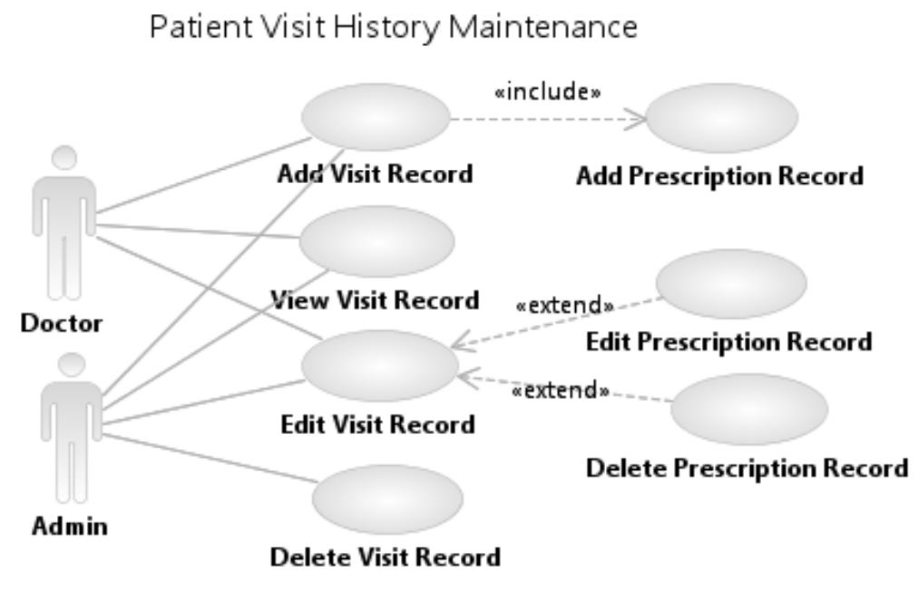 Patient Visit History Maintenance
«include»
Add Visit Record
Add Prescription Record
View Visit Record
«extend»
Doctor
Edit Prescription Record
«extend»
Edit Visit Record
Delete Prescription Record
Admin
Delete Visit Record